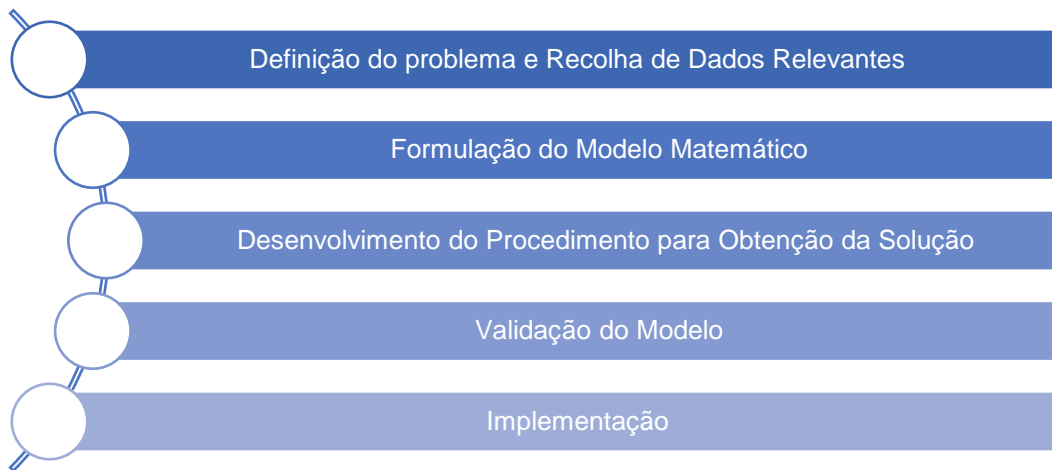 Definição do problema e Recolha de Dados Relevantes
Formulação do Modelo Matemático
Desenvolvimento do Procedimento para Obtenção da Solução
Validação do Modelo
Implementação